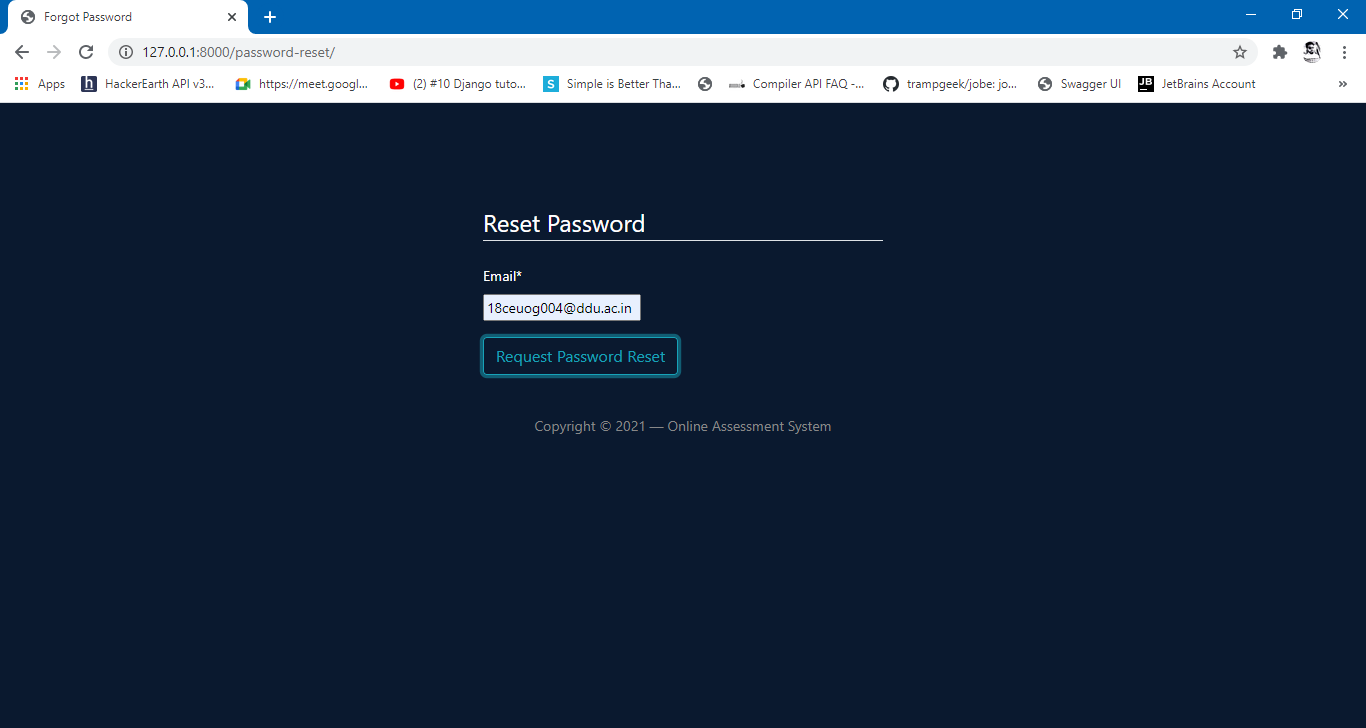 Forgot Password
127.0.0.1:8000/password-reset/
Apps h HackerEarth API v3... https://meet.googl... (2) #10 Django tuto... S Simple is Better Tha... Compiler API FAQ -... trampgeek/jobe: jo... Swagger UI JB JetBrains Account »
Reset Password
Email*
18ceuog004@ddu.ac.in
Request Password Reset
Copyright © 2021 — Online Assessment System